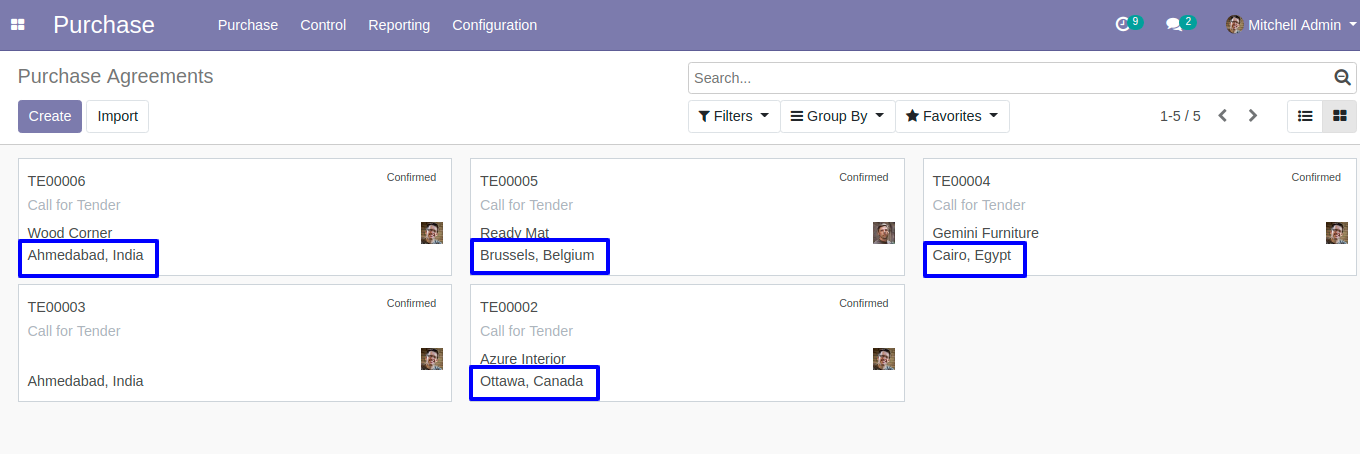 Purchase Purchase Control Reporting Configuration 9 2 Mitchell Admin
Purchase Agreements
Search...
Create Import Filters Group By Favorites 1-5 / 5
TE00006 Confirmed
Call for Tender
Wood Corner
Ahmedabad, India
TE00005 Confirmed
Call for Tender
Ready Mat
Brussels, Belgium
TE00004 Confirmed
Call for Tender
Gemini Furniture
Cairo, Egypt
TE00003 Confirmed
Call for Tender
Ahmedabad, India
TE00002 Confirmed
Call for Tender
Azure Interior
Ottawa, Canada